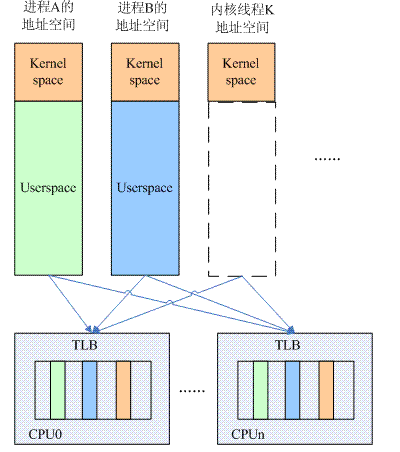 进程A的
地址空间
进程B的
地址空间
内核线程K
地址空间
Kernel
space
Kernel
space
Kernel
space
Userspace
Userspace
......
TLB
CPU0
......
TLB
CPUn